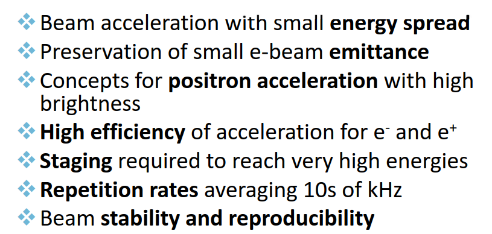 ❖ Beam acceleration with small energy spread
❖ Preservation of small e-beam emittance
❖ Concepts for positron acceleration with high
brightness
❖ High efficiency of acceleration for e⁻ and e⁺
❖ Staging required to reach very high energies
❖ Repetition rates averaging 10s of kHz
❖ Beam stability and reproducibility